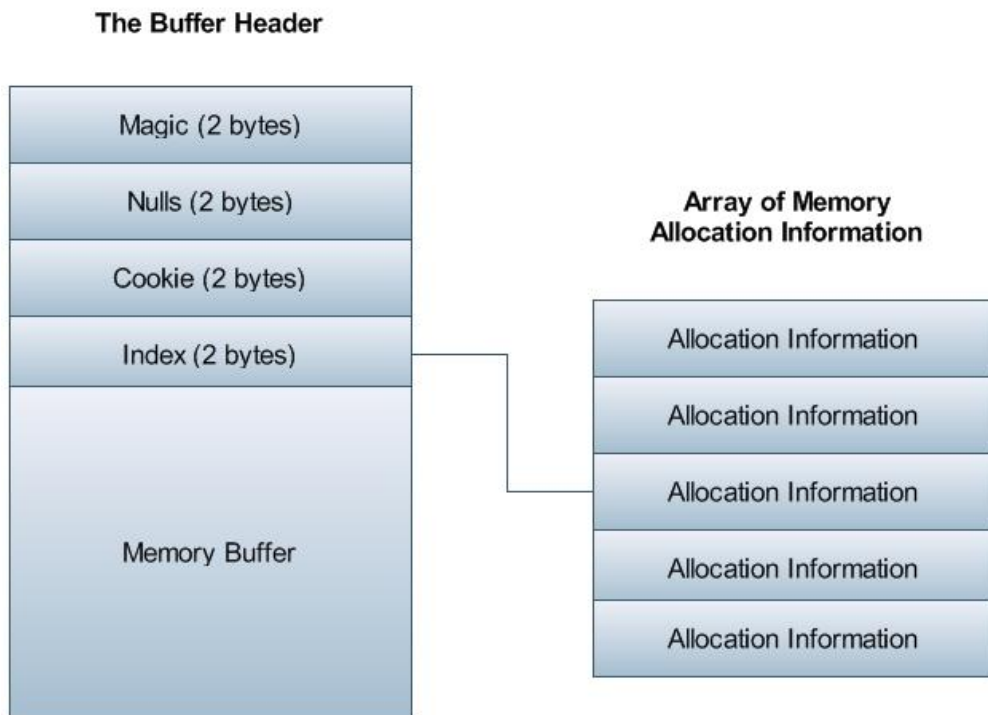 The Buffer Header
Magic (2 bytes)
Nulls (2 bytes)
Cookie (2 bytes)
Index (2 bytes)
Memory Buffer
Array of Memory
Allocation Information
Allocation Information
Allocation Information
Allocation Information
Allocation Information
Allocation Information